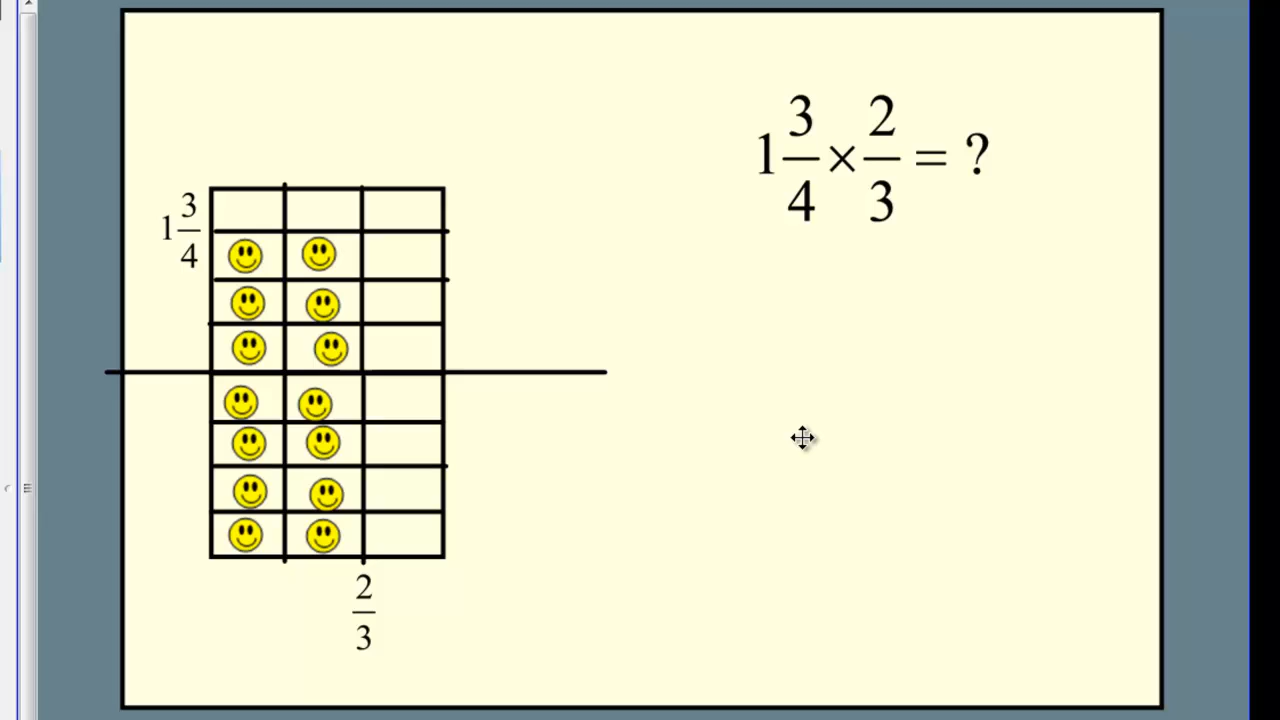 1 3/4 × 2/3 = ?
1 3/4
2/3